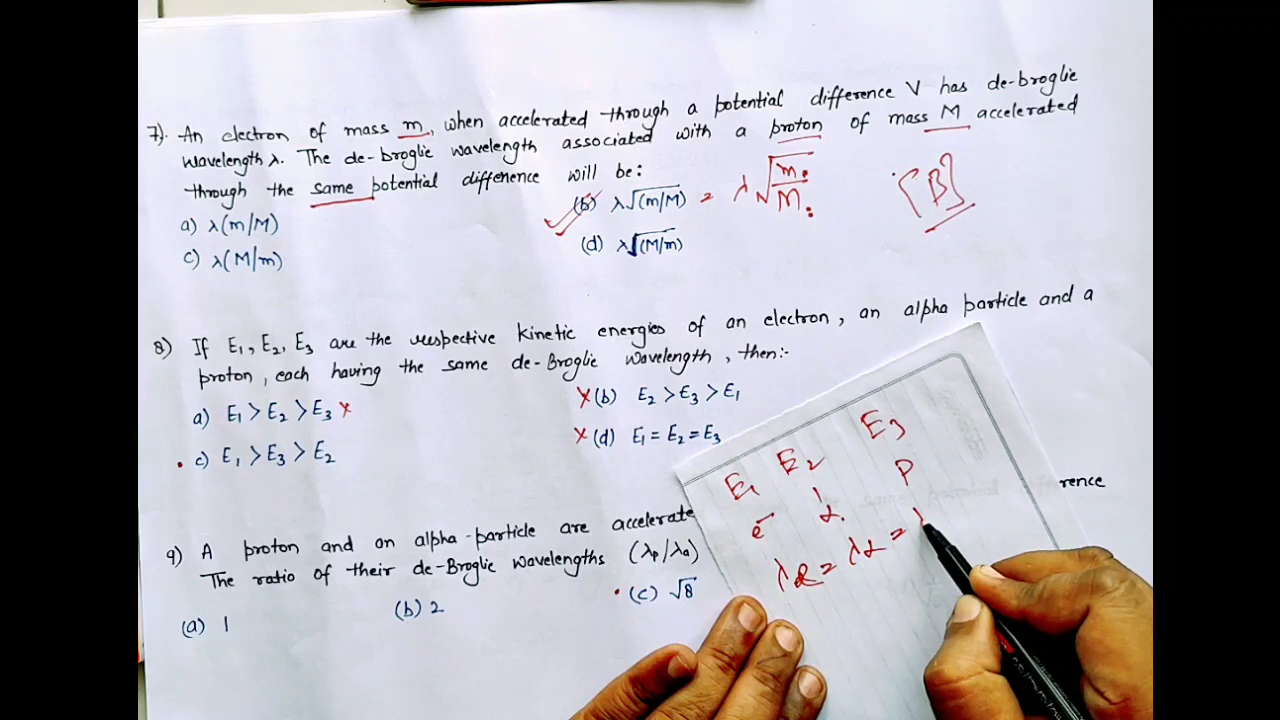 7). An electron of mass m, when accelerated through a potential difference V has de-broglie
wavelength λ. The de-broglie wavelength associated with a proton of mass M accelerated
through the same potential difference will be:
a) λ(m/M)
(b) λ√(m/M) = λ√m/M [B]
c) λ(M/m)
(d) λ√(M/m)
8) If E1, E2, E3 are the respective kinetic energies of an electron, an alpha particle and a
proton, each having the same de-Broglie wavelength, then:-
a) E1 > E2 > E3 x
x (b) E2 > E3 > E1
c) E1 > E3 > E2
x (d) E1 = E2 = E3
E1 E2 E3
e- α P
λe = λα = λ
9) A proton and an alpha-particle are accelerate rence
The ratio of their de-Broglie wavelengths (λp/λa)
(a) 1
(b) 2
(c) √8